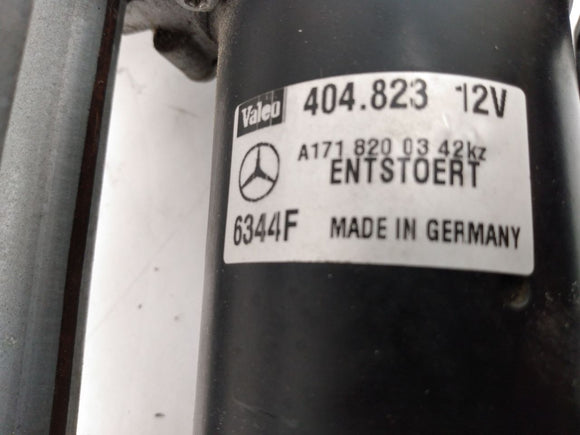 Valeo 404.823 12V
A171 820 03 42kz
ENTSTOERT
6344F MADE IN GERMANY